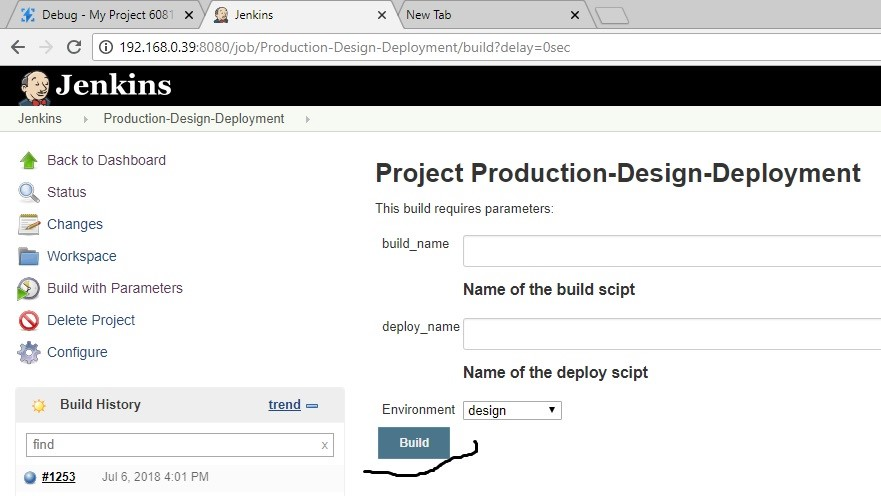 Debug - My Project 6081
Jenkins
New Tab
192.168.0.39:8080/job/Production-Design-Deployment/build?delay=0sec
Jenkins
Jenkins Production-Design-Deployment
Back to Dashboard
Status
Changes
Workspace
Build with Parameters
Delete Project
Configure
Build History trend
find x
#1253 Jul 6, 2018 4:01 PM
Project Production-Design-Deployment
This build requires parameters:
build_name
Name of the build scipt
deploy_name
Name of the deploy scipt
Environment design
Build